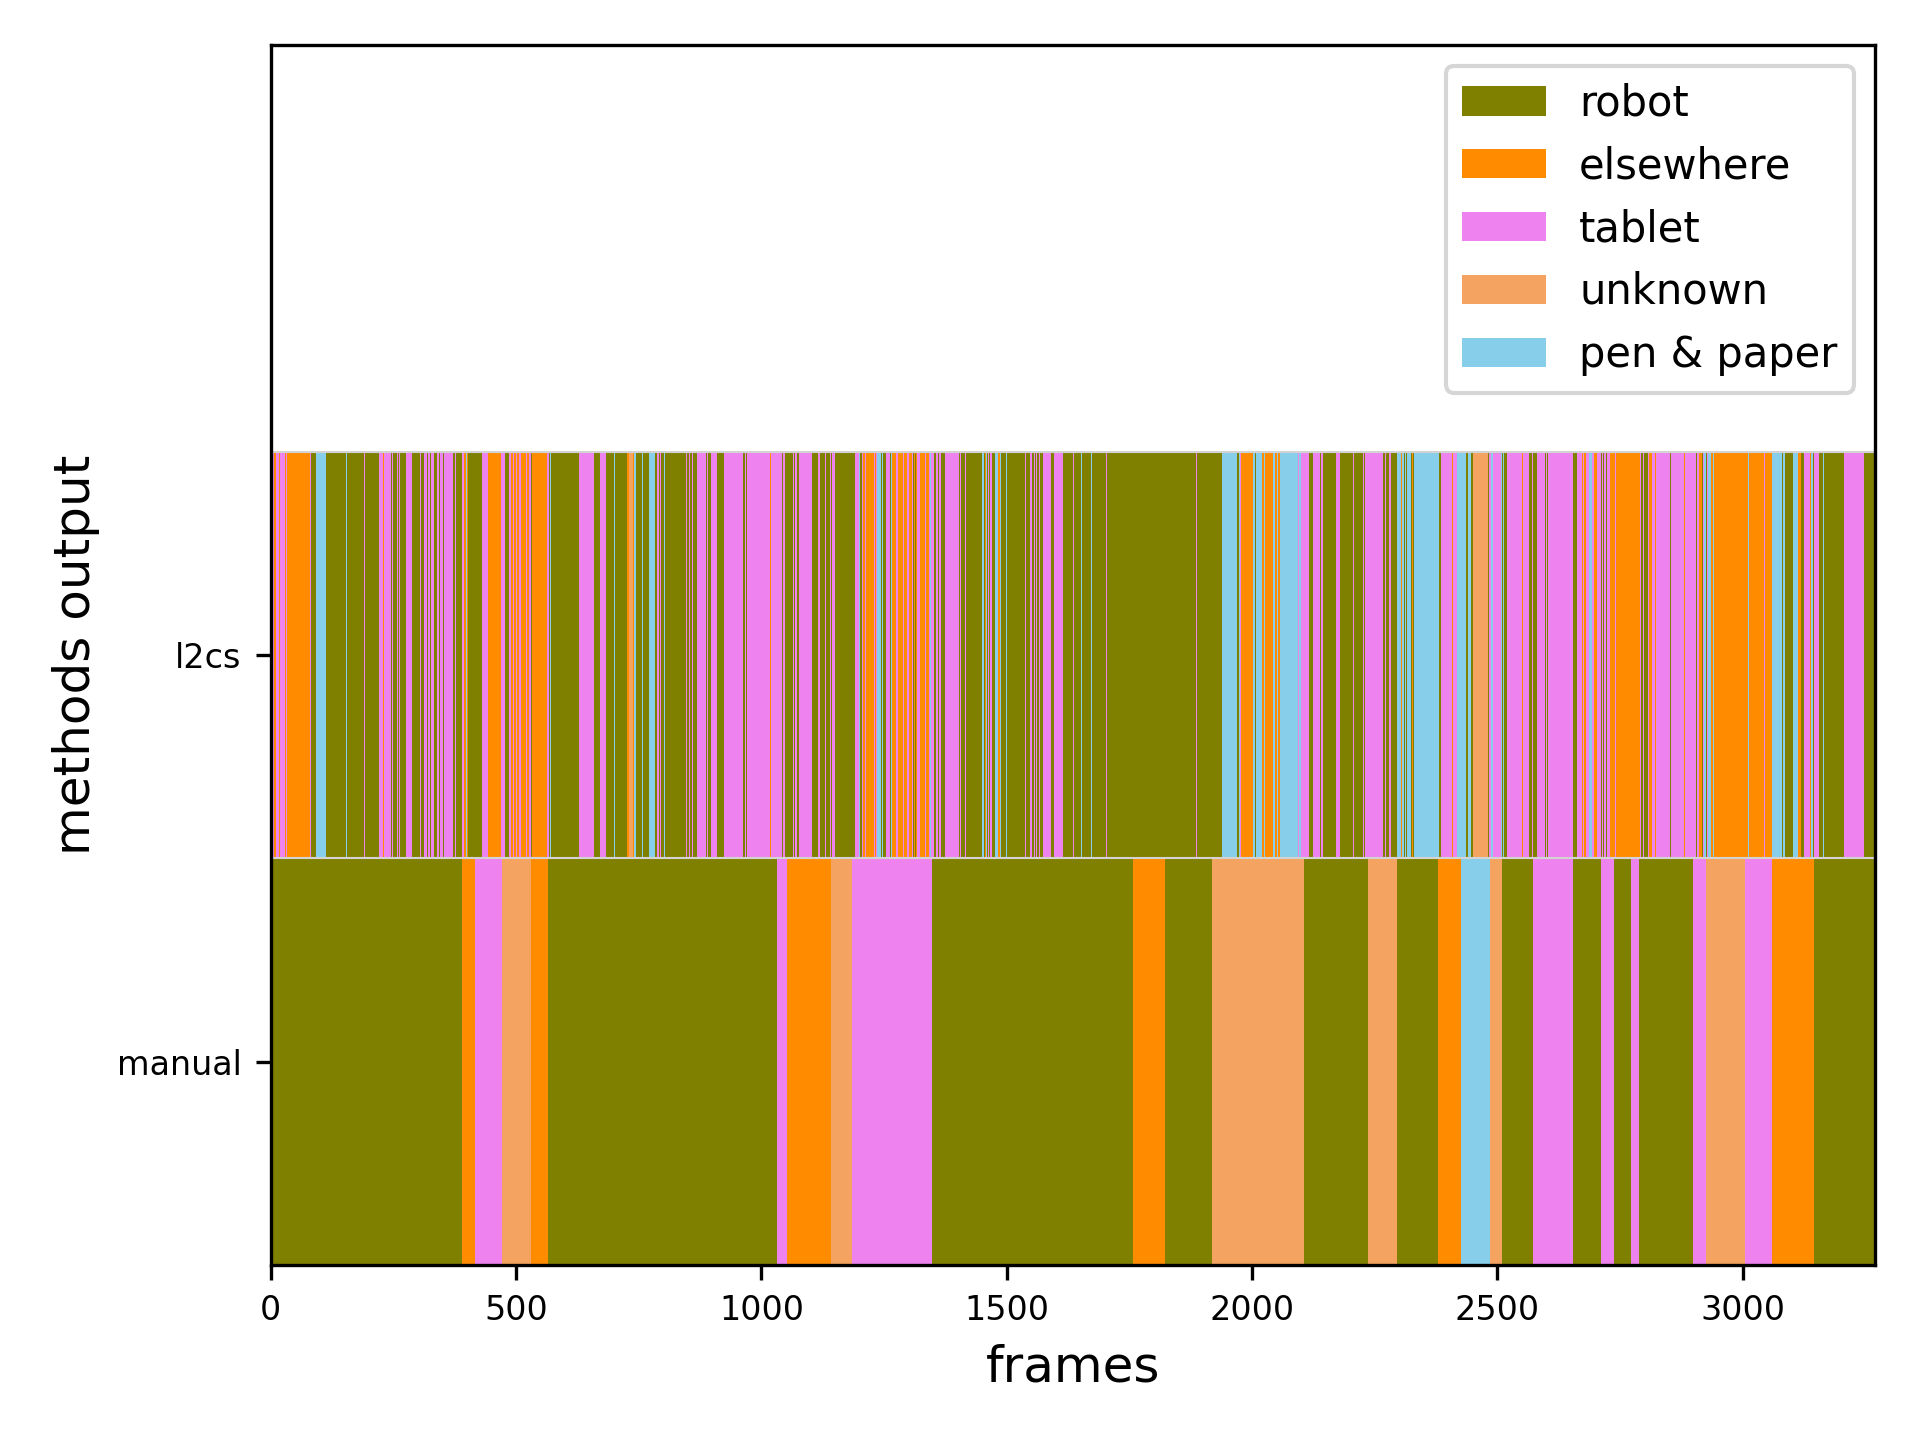 robot
elsewhere
tablet
unknown
pen & paper
methods output
l2cs
manual
0 500 1000 1500 2000 2500 3000
frames